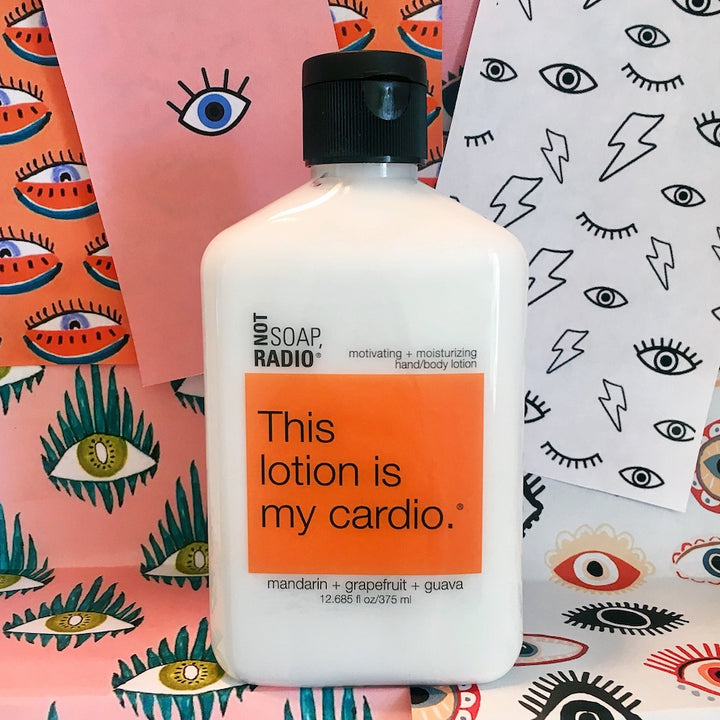 NOT
SOAP,
RADIO®
motivating + moisturizing
hand/body lotion
This
lotion is
my cardio.®
mandarin + grapefruit + guava
12.685 fl oz/375 ml